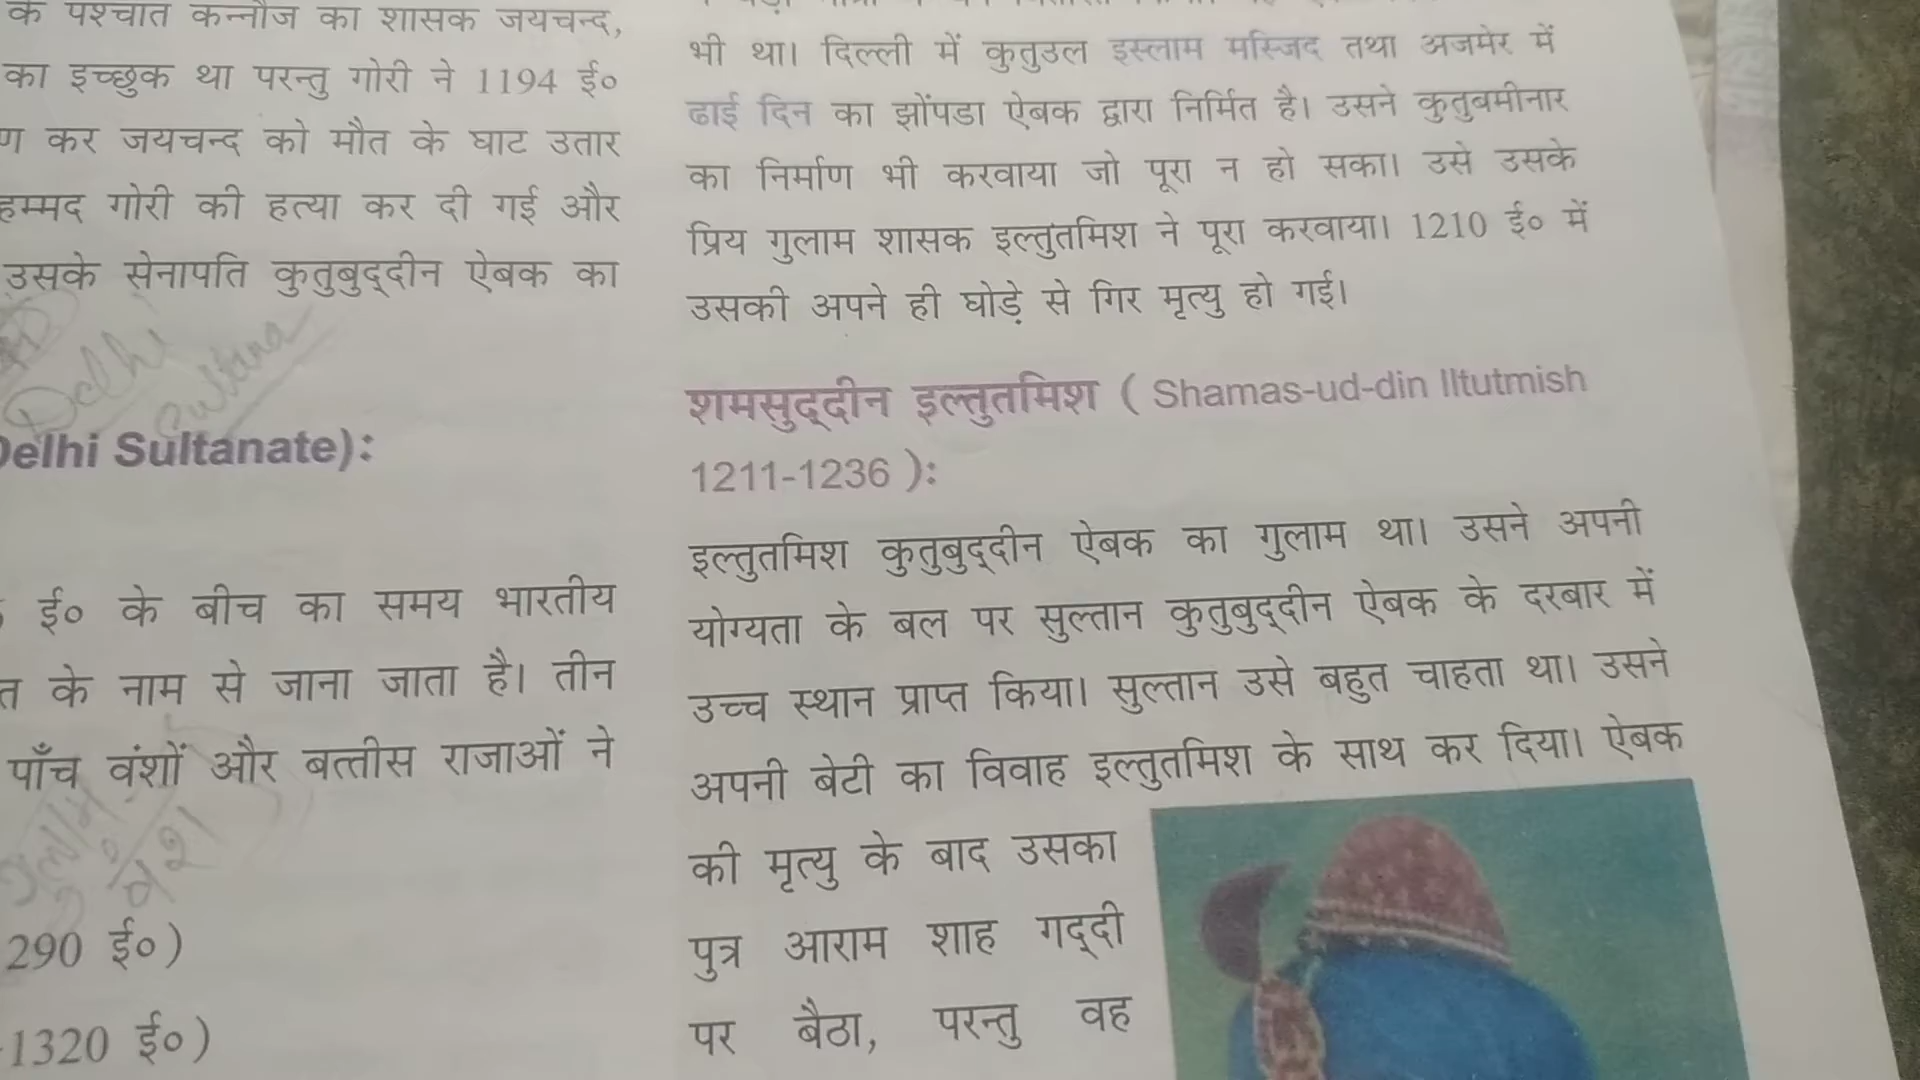 के पश्चात कन्नौज का शासक जयचन्द,
का इच्छुक था परन्तु गोरी ने 1194 ई०
कर जयचन्द को मौत के घाट उतार
हम्मद गोरी की हत्या कर दी गई और
उसके सेनापति कुतुबुद्दीन ऐबक का
Delhi
Sultana
Delhi Sultanate):
ई० के बीच का समय भारतीय
त के नाम से जाना जाता है। तीन
पाँच वंशों और बत्तीस राजाओं ने
गुलाम
वंश
290 ई०)
-1320 ई०)
भी था। दिल्ली में कुतुउल इस्लाम मस्जिद तथा अजमेर में
ढाई दिन का झोंपडा ऐबक द्वारा निर्मित है। उसने कुतुबमीनार
का निर्माण भी करवाया जो पूरा न हो सका। उसे उसके
प्रिय गुलाम शासक इल्तुतमिश ने पूरा करवाया। 1210 ई० में
उसकी अपने ही घोड़े से गिर मृत्यु हो गई।
शमसुद्दीन इल्तुतमिश ( Shamas-ud-din Iltutmish
1211-1236 ):
इल्तुतमिश कुतुबुद्दीन ऐबक का गुलाम था। उसने अपनी
योग्यता के बल पर सुल्तान कुतुबुद्दीन ऐबक के दरबार में
उच्च स्थान प्राप्त किया। सुल्तान उसे बहुत चाहता था। उसने
अपनी बेटी का विवाह इल्तुतमिश के साथ कर दिया। ऐबक
की मृत्यु के बाद उसका
पुत्र आराम शाह गद्दी
पर बैठा, परन्तु वह